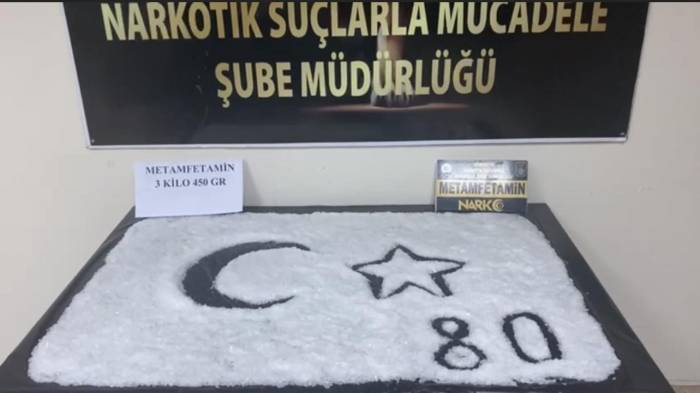 NARKOTİK SUÇLARLA MÜCADELE
ŞUBE MÜDÜRLÜĞÜ
METAMFETAMİN
3 KİLO 450 GR
METAMFETAMİN
NARKO
80